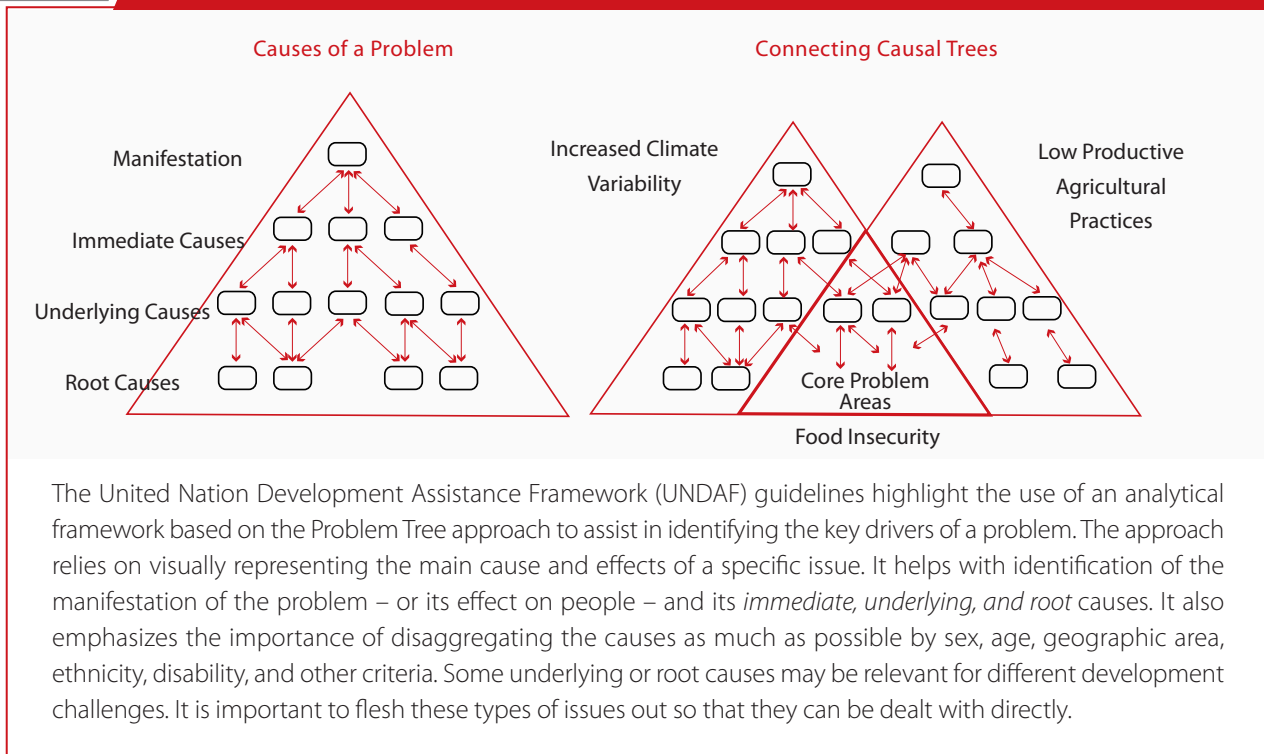 Causes of a Problem
Manifestation
Immediate Causes
Underlying Causes
Root Causes
Connecting Causal Trees
Increased Climate
Variability
Low Productive
Agricultural
Practices
Core Problem
Areas
Food Insecurity
The United Nation Development Assistance Framework (UNDAF) guidelines highlight the use of an analytical
framework based on the Problem Tree approach to assist in identifying the key drivers of a problem. The approach
relies on visually representing the main cause and effects of a specific issue. It helps with identification of the
manifestation of the problem – or its effect on people – and its immediate, underlying, and root causes. It also
emphasizes the importance of disaggregating the causes as much as possible by sex, age, geographic area,
ethnicity, disability, and other criteria. Some underlying or root causes may be relevant for different development
challenges. It is important to flesh these types of issues out so that they can be dealt with directly.